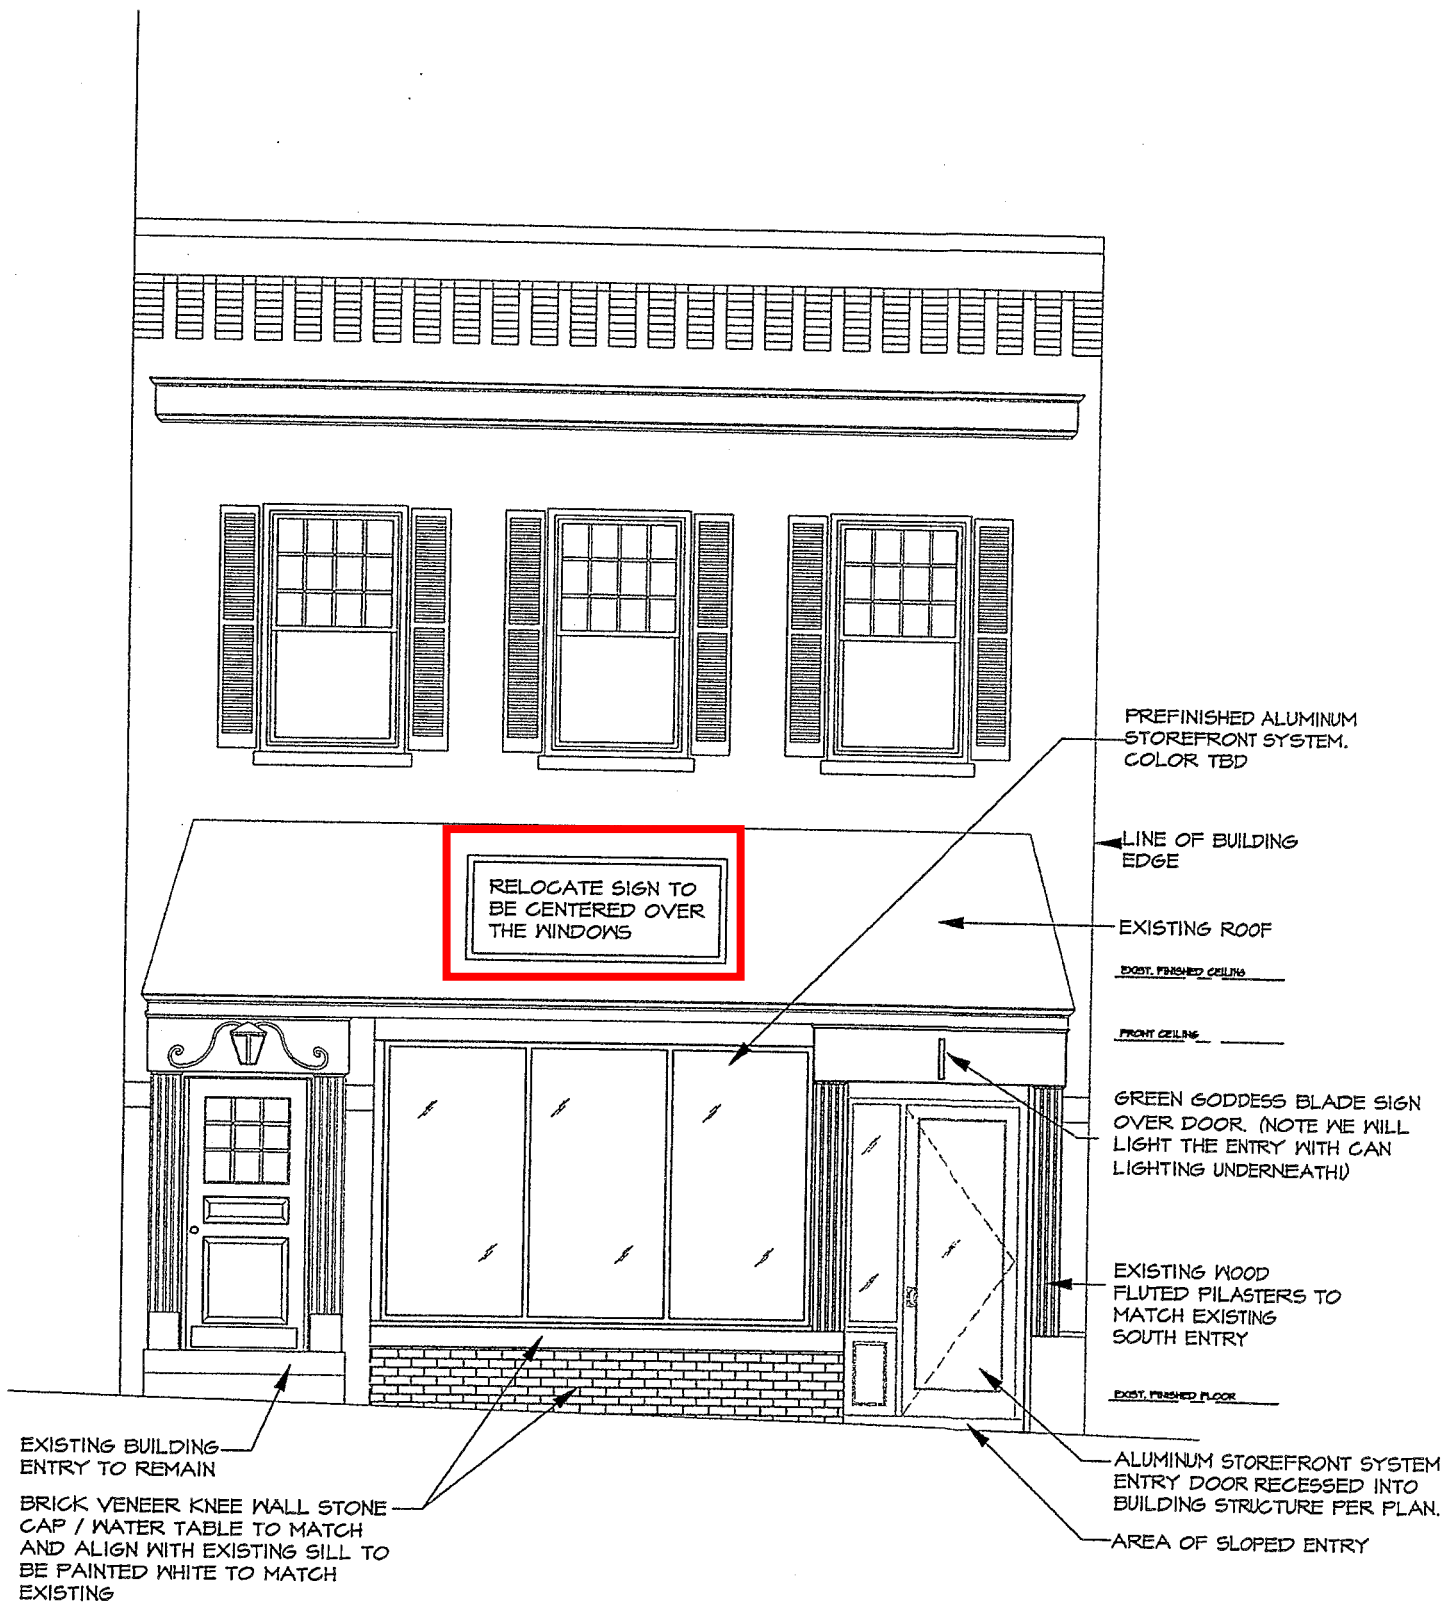 PREFINISHED ALUMINUM
STOREFRONT SYSTEM.
COLOR TBD
LINE OF BUILDING
EDGE
RELOCATE SIGN TO
BE CENTERED OVER
THE WINDOWS
EXISTING ROOF
EXIST. FINISHED CEILING
FRONT CEILING
GREEN GODDESS BLADE SIGN
OVER DOOR. (NOTE WE WILL
LIGHT THE ENTRY WITH CAN
LIGHTING UNDERNEATH!)
EXISTING WOOD
FLUTED PILASTERS TO
MATCH EXISTING
SOUTH ENTRY
EXIST. FINISHED FLOOR
EXISTING BUILDING
ENTRY TO REMAIN
BRICK VENEER KNEE WALL STONE
CAP / WATER TABLE TO MATCH
AND ALIGN WITH EXISTING SILL TO
BE PAINTED WHITE TO MATCH
EXISTING
ALUMINUM STOREFRONT SYSTEM
ENTRY DOOR RECESSED INTO
BUILDING STRUCTURE PER PLAN.
AREA OF SLOPED ENTRY